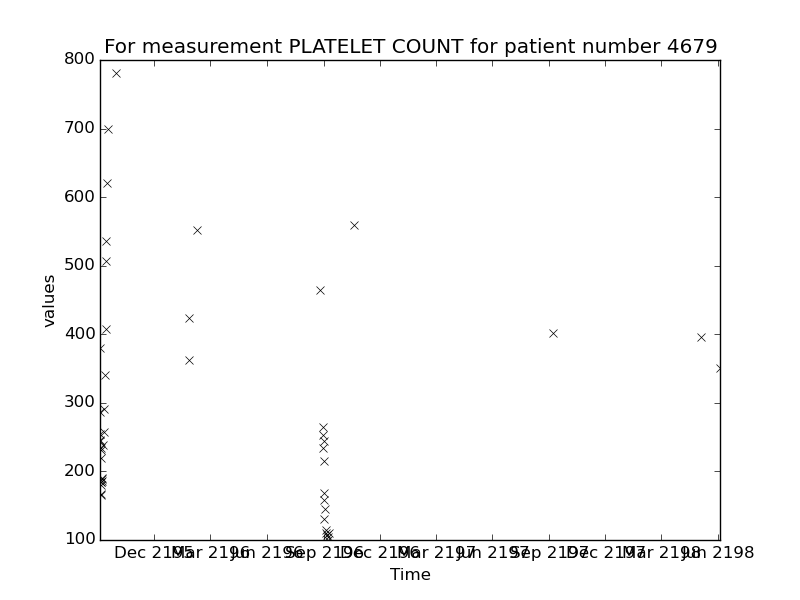 For measurement PLATELET COUNT for patient number 4679
800
700
600
500
400
300
200
100
values
Dec 2195 Mar 2196 Jun 2196 Sep 2196 Dec 2196 Mar 2197 Jun 2197 Sep 2197 Dec 2197 Mar 2198 Jun 2198
Time